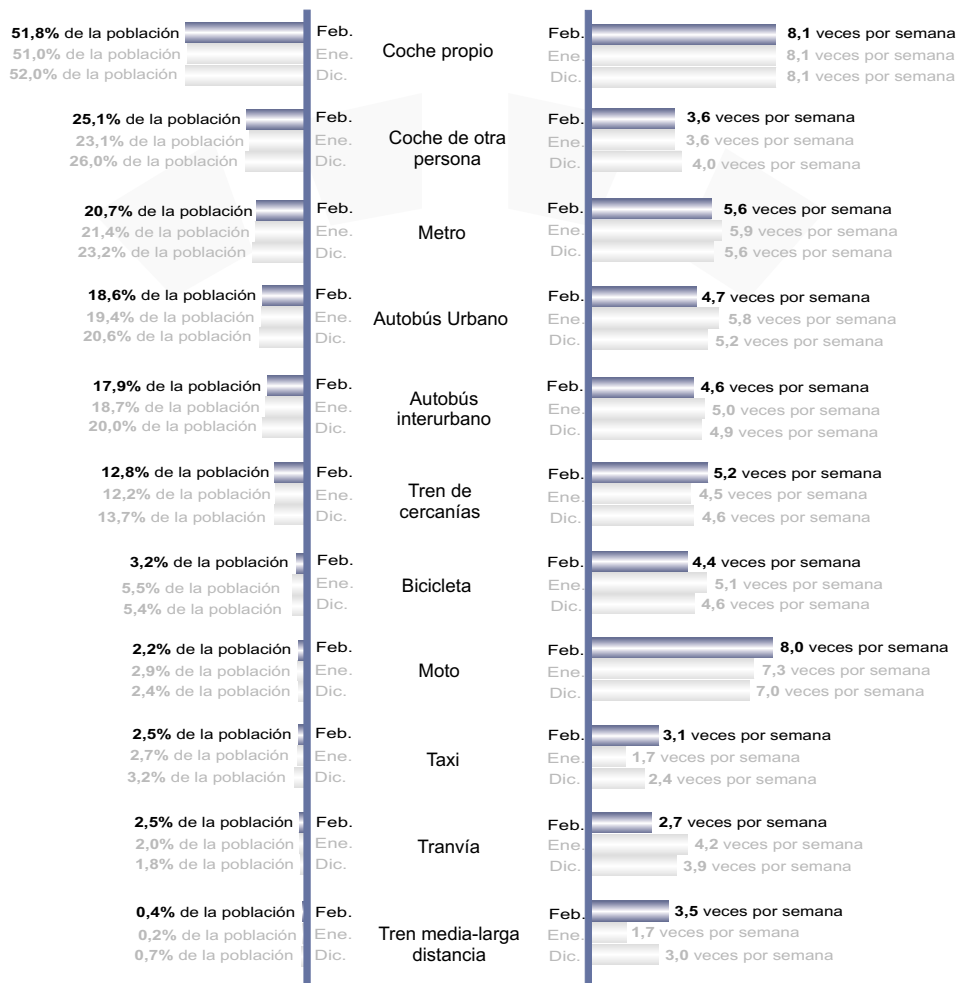 51,8% de la población Feb. Coche propio Feb. 8,1 veces por semana
51,0% de la población Ene. Ene. 8,1 veces por semana
52,0% de la población Dic. Dic. 8,1 veces por semana
25,1% de la población Feb. Coche de otra Feb. 3,6 veces por semana
23,1% de la población Ene. persona Ene. 3,6 veces por semana
26,0% de la población Dic. Dic. 4,0 veces por semana
20,7% de la población Feb. Metro Feb. 5,6 veces por semana
21,4% de la población Ene. Ene. 5,9 veces por semana
23,2% de la población Dic. Dic. 5,6 veces por semana
18,6% de la población Feb. Autobús Urbano Feb. 4,7 veces por semana
19,4% de la población Ene. Ene. 5,8 veces por semana
20,6% de la población Dic. Dic. 5,2 veces por semana
17,9% de la población Feb. Autobús Feb. 4,6 veces por semana
18,7% de la población Ene. interurbano Ene. 5,0 veces por semana
20,0% de la población Dic. Dic. 4,9 veces por semana
12,8% de la población Feb. Tren de Feb. 5,2 veces por semana
12,2% de la población Ene. cercanías Ene. 4,5 veces por semana
13,7% de la población Dic. Dic. 4,6 veces por semana
3,2% de la población Feb. Bicicleta Feb. 4,4 veces por semana
5,5% de la población Ene. Ene. 5,1 veces por semana
5,4% de la población Dic. Dic. 4,6 veces por semana
2,2% de la población Feb. Moto Feb. 8,0 veces por semana
2,9% de la población Ene. Ene. 7,3 veces por semana
2,4% de la población Dic. Dic. 7,0 veces por semana
2,5% de la población Feb. Taxi Feb. 3,1 veces por semana
2,7% de la población Ene. Ene. 1,7 veces por semana
3,2% de la población Dic. Dic. 2,4 veces por semana
2,5% de la población Feb. Tranvía Feb. 2,7 veces por semana
2,0% de la población Ene. Ene. 4,2 veces por semana
1,8% de la población Dic. Dic. 3,9 veces por semana
0,4% de la población Feb. Tren media-larga Feb. 3,5 veces por semana
0,2% de la población Ene. distancia Ene. 1,7 veces por semana
0,7% de la población Dic. Dic. 3,0 veces por semana